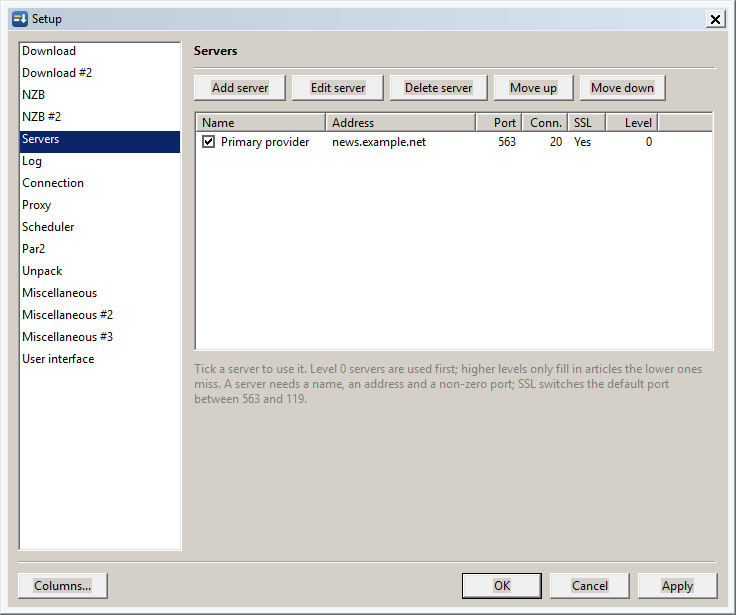 Setup
Download
Download #2
NZB
NZB #2
Servers
Log
Connection
Proxy
Scheduler
Par2
Unpack
Miscellaneous
Miscellaneous #2
Miscellaneous #3
User interface
Servers
Add server Edit server Delete server Move up Move down
Name Address Port Conn. SSL Level
Primary provider news.example.net 563 20 Yes 0
Tick a server to use it. Level 0 servers are used first; higher levels only fill in articles the lower ones
miss. A server needs a name, an address and a non-zero port; SSL switches the default port
between 563 and 119.
Columns... OK Cancel Apply